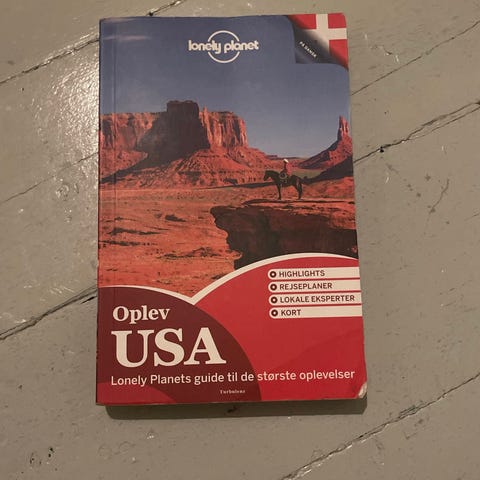 lonely planet
PÅ DANSK
HIGHLIGHTS
REJSEPLANER
LOKALE EKSPERTER
KORT
Oplev
USA
Lonely Planets guide til de største oplevelser
Turbulenz